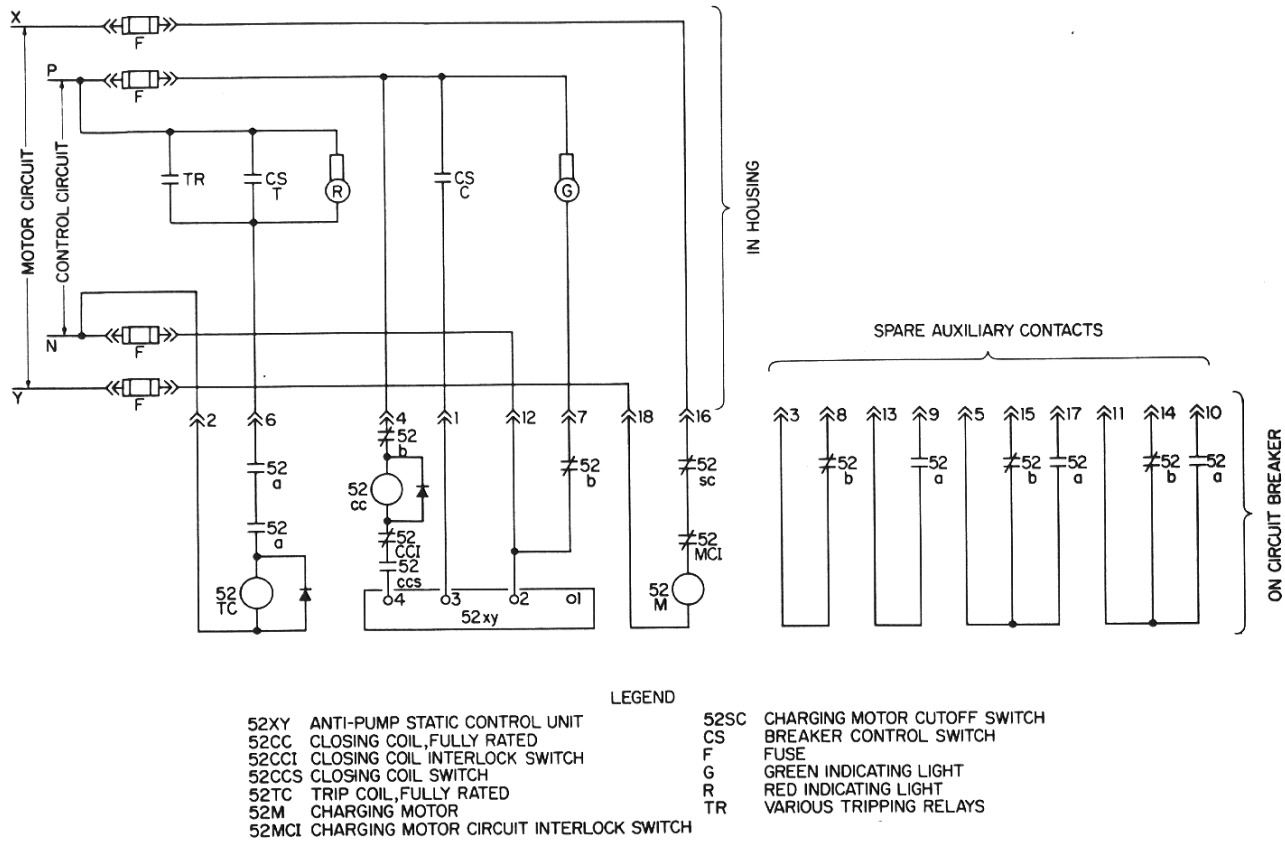 X
F
P
F
MOTOR CIRCUIT
CONTROL CIRCUIT
TR
CS
T
R
CS
C
G
IN HOUSING
N
F
Y
F
SPARE AUXILIARY CONTACTS
2
6
4
1
12
7
18
16
3
8
13
9
5
15
17
11
14
10
52
b
52
a
52
a
52
TC
52
cc
52
CCI
52
ccs
4
3
2
1
52xy
52
b
52
sc
52
MCI
52
M
52
b
52
a
52
b
52
a
52
b
52
a
ON CIRCUIT BREAKER
LEGEND
52XY ANTI-PUMP STATIC CONTROL UNIT
52CC CLOSING COIL,FULLY RATED
52CCI CLOSING COIL INTERLOCK SWITCH
52CCS CLOSING COIL SWITCH
52TC TRIP COIL,FULLY RATED
52M CHARGING MOTOR
52MCI CHARGING MOTOR CIRCUIT INTERLOCK SWITCH
52SC CHARGING MOTOR CUTOFF SWITCH
CS BREAKER CONTROL SWITCH
F FUSE
G GREEN INDICATING LIGHT
R RED INDICATING LIGHT
TR VARIOUS TRIPPING RELAYS